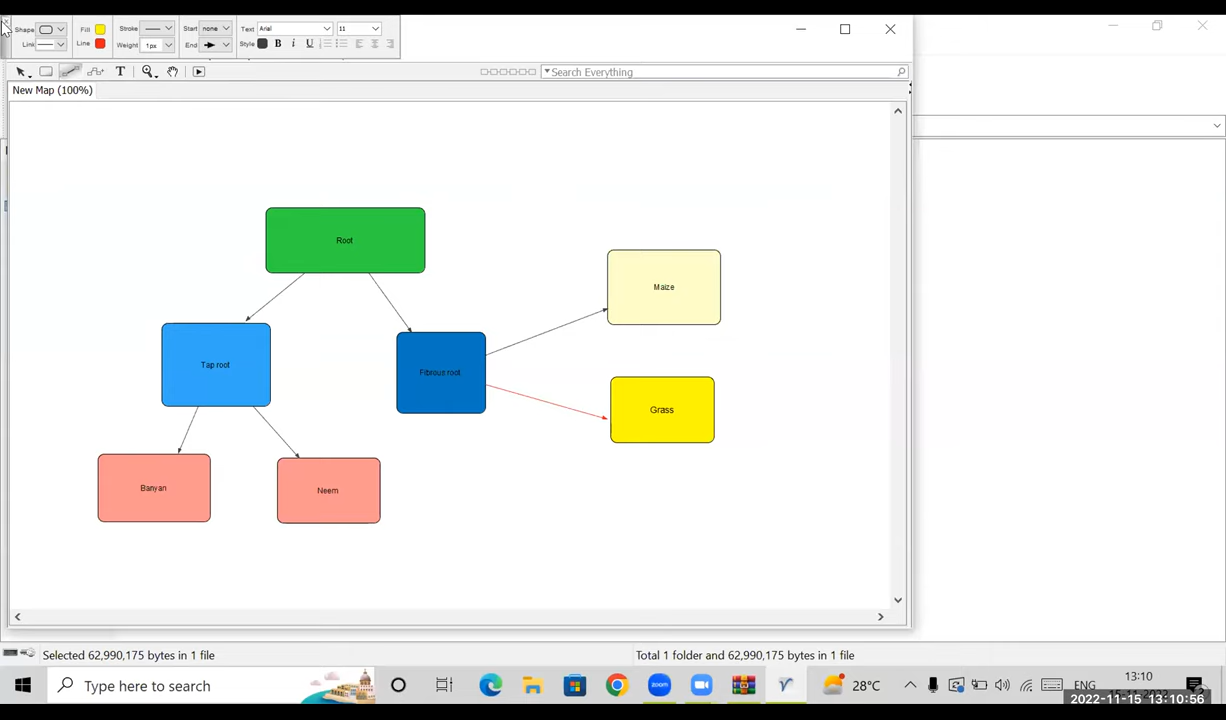 Shape:
Fill
Stroke
Start none
Text Arial 11
Link
Line
Weight 1px
End
Style B i U
T
Search Everything
New Map (100%)
Root
Maize
Tap root
Fibrous root
Grass
Banyan
Neem
Selected 62,990,175 bytes in 1 file
Total 1 folder and 62,990,175 bytes in 1 file
Type here to search
zoom
28°C
ENG
13:10
2022-11-15 13:10:56